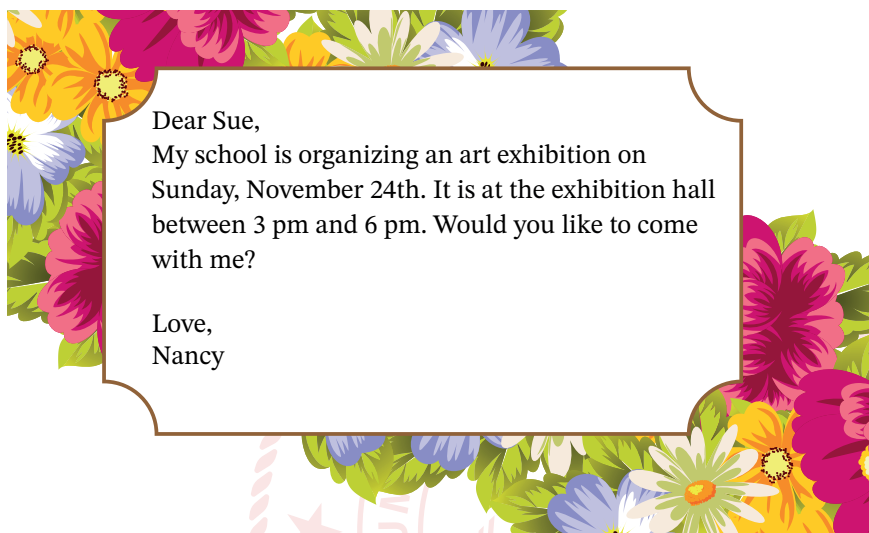 Dear Sue,
My school is organizing an art exhibition on
Sunday, November 24th. It is at the exhibition hall
between 3 pm and 6 pm. Would you like to come
with me?
Love,
Nancy